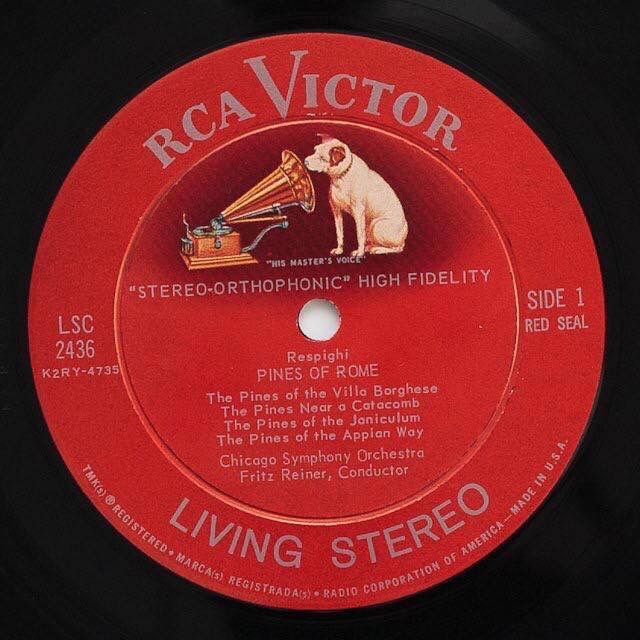 RCA VICTOR
"HIS MASTER'S VOICE"
"STEREO-ORTHOPHONIC" HIGH FIDELITY
LSC
2436
K2RY-4735
SIDE 1
RED SEAL
Respighi
PINES OF ROME
The Pines of the Villa Borghese
The Pines Near a Catacomb
The Pines of the Janiculum
The Pines of the Appian Way
Chicago Symphony Orchestra
Fritz Reiner, Conductor
LIVING STEREO
TMK(s) ® REGISTERED • MARCA(s) REGISTRADA(s) • RADIO CORPORATION OF AMERICA—MADE IN U.S.A.